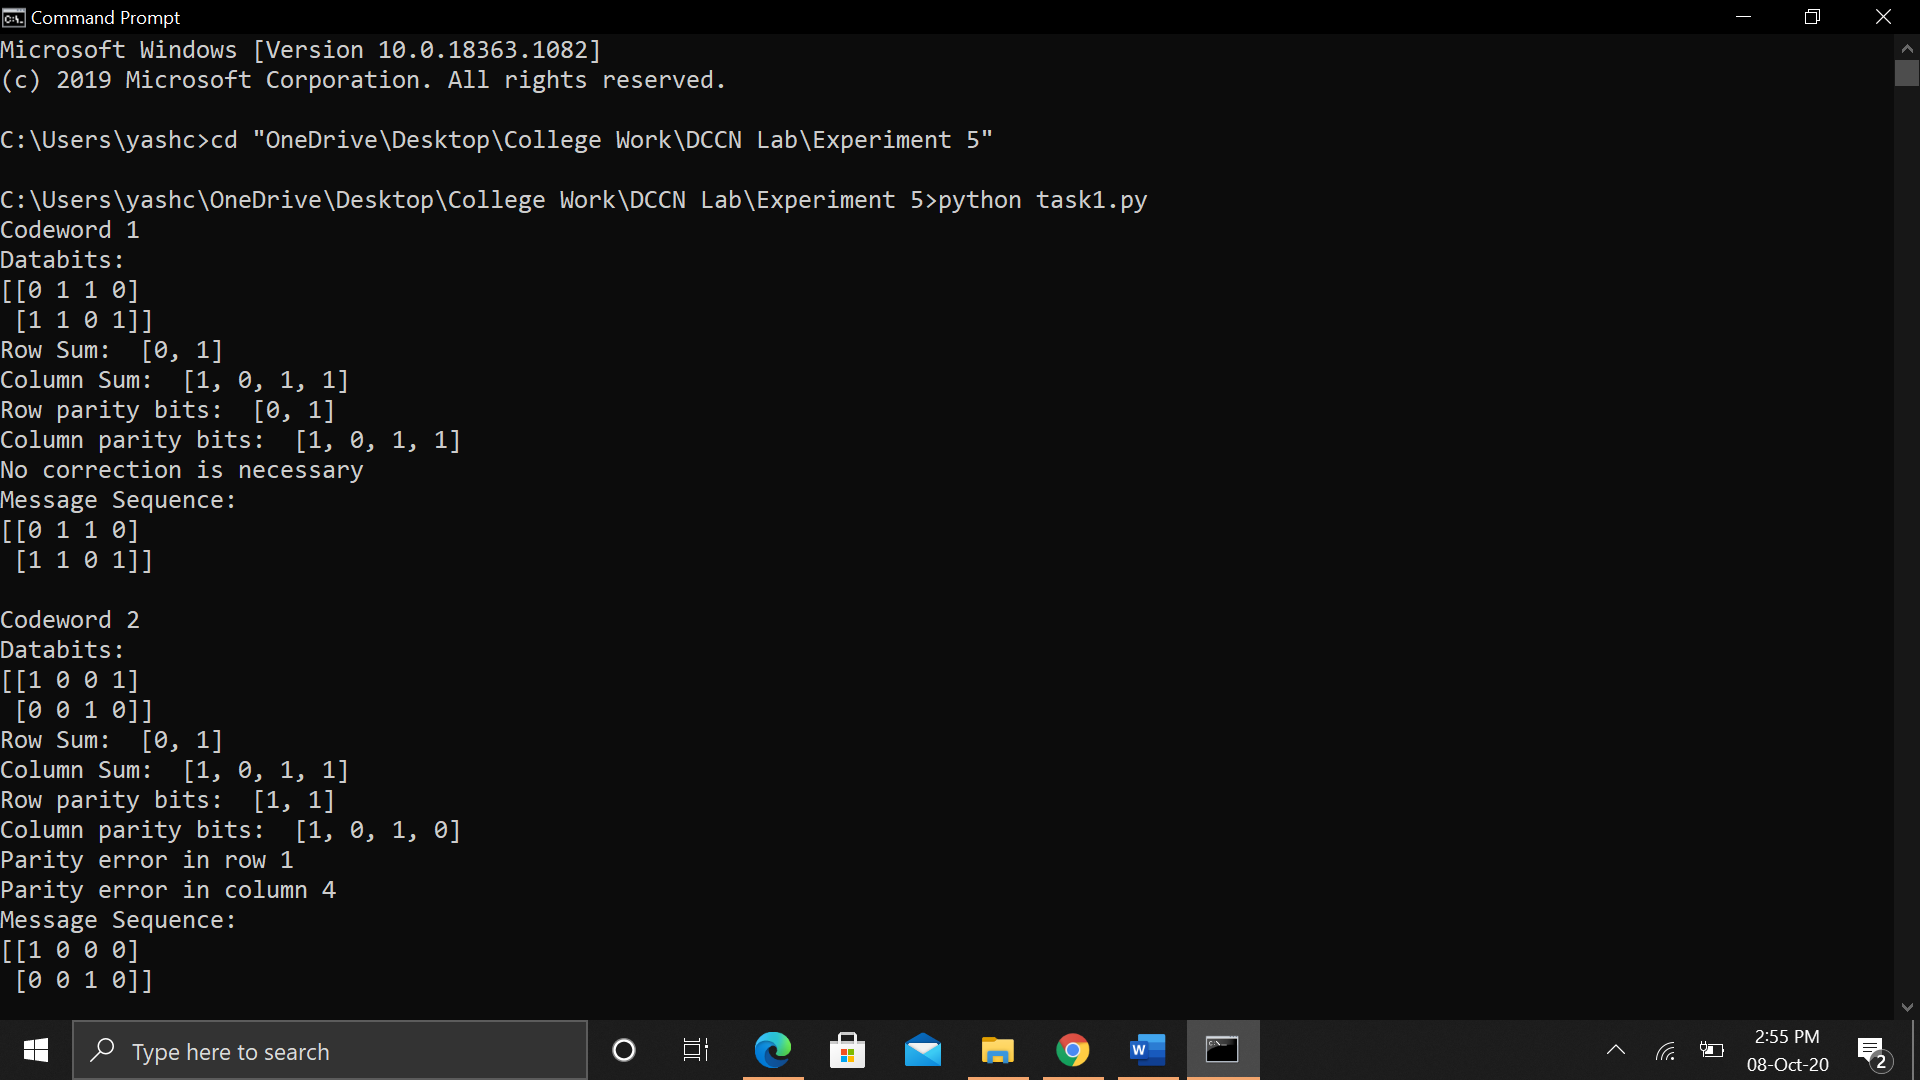 Command Prompt
Microsoft Windows [Version 10.0.18363.1082]
(c) 2019 Microsoft Corporation. All rights reserved.
C:\Users\yashc>cd "OneDrive\Desktop\College Work\DCCN Lab\Experiment 5"
C:\Users\yashc\OneDrive\Desktop\College Work\DCCN Lab\Experiment 5>python task1.py
Codeword 1
Databits:
[[0 1 1 0]
 [1 1 0 1]]
Row Sum:  [0, 1]
Column Sum:  [1, 0, 1, 1]
Row parity bits:  [0, 1]
Column parity bits:  [1, 0, 1, 1]
No correction is necessary
Message Sequence:
[[0 1 1 0]
 [1 1 0 1]]
Codeword 2
Databits:
[[1 0 0 1]
 [0 0 1 0]]
Row Sum:  [0, 1]
Column Sum:  [1, 0, 1, 1]
Row parity bits:  [1, 1]
Column parity bits:  [1, 0, 1, 0]
Parity error in row 1
Parity error in column 4
Message Sequence:
[[1 0 0 0]
 [0 0 1 0]]
Type here to search
2:55 PM
08-Oct-20
2